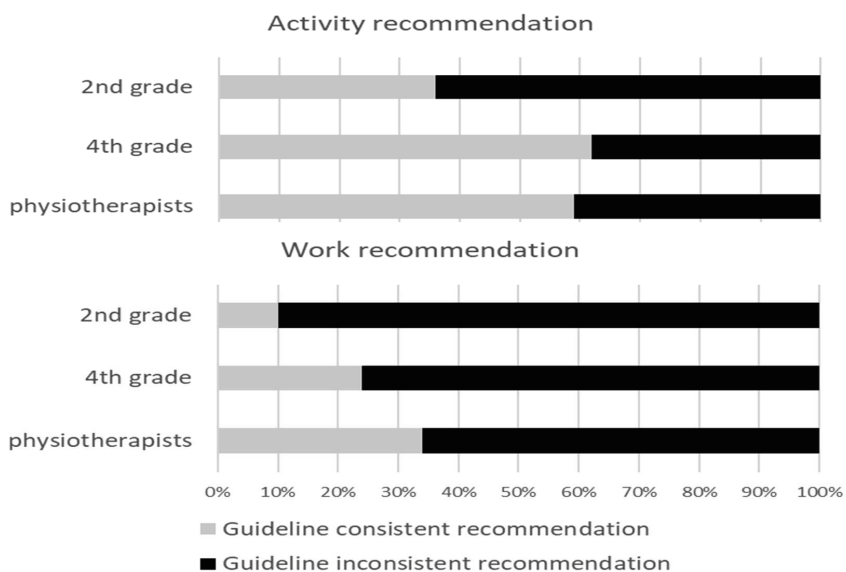 Activity recommendation
2nd grade
4th grade
physiotherapists
Work recommendation
2nd grade
4th grade
physiotherapists
0% 10% 20% 30% 40% 50% 60% 70% 80% 90% 100%
Guideline consistent recommendation
Guideline inconsistent recommendation